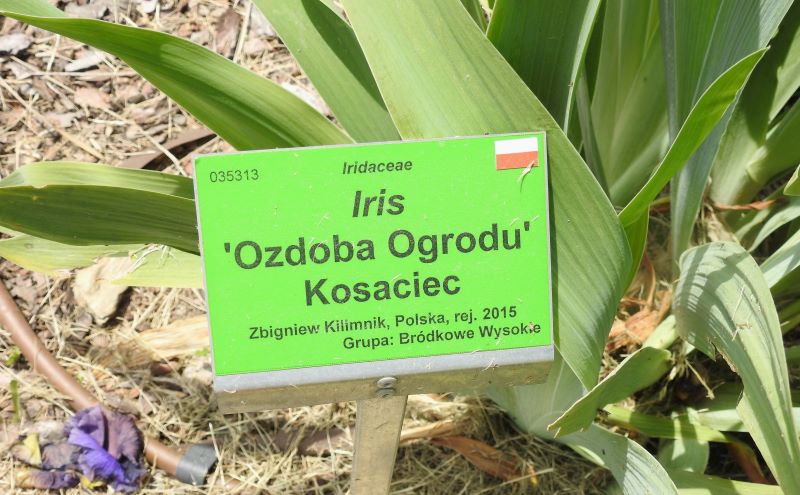 035313
Iridaceae
Iris
'Ozdoba Ogrodu'
Kosaciec
Zbigniew Kilimnik, Polska, rej. 2015
Grupa: Bródkowe Wysokie